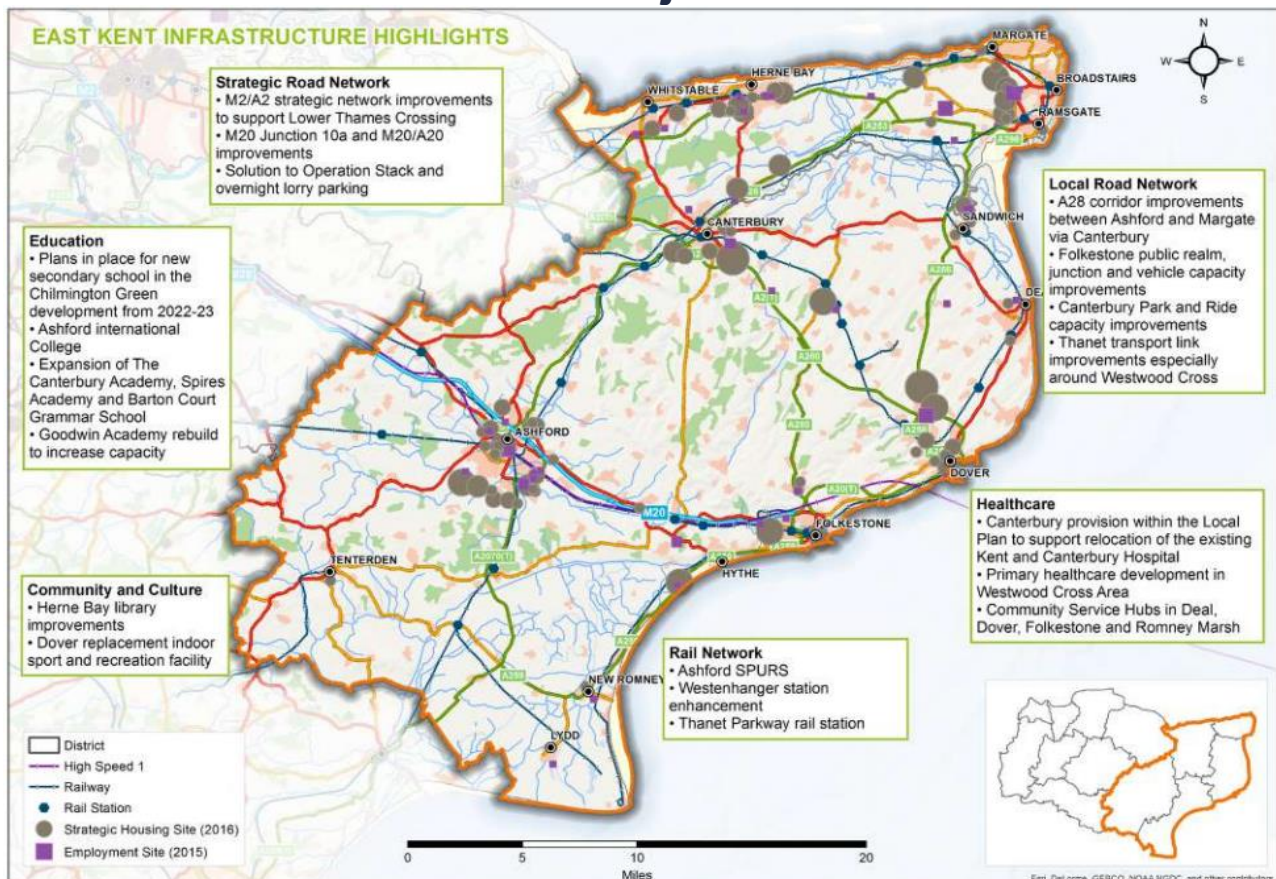 EAST KENT INFRASTRUCTURE HIGHLIGHTS
Strategic Road Network
• M2/A2 strategic network improvements
to support Lower Thames Crossing
• M20 Junction 10a and M20/A20
improvements
• Solution to Operation Stack and
overnight lorry parking
Education
• Plans in place for new
secondary school in the
Chilmington Green
development from 2022-23
• Ashford international
College
• Expansion of The
Canterbury Academy, Spires
Academy and Barton Court
Grammar School
• Goodwin Academy rebuild
to increase capacity
Community and Culture
• Herne Bay library
improvements
• Dover replacement indoor
sport and recreation facility
Local Road Network
• A28 corridor improvements
between Ashford and Margate
via Canterbury
• Folkestone public realm,
junction and vehicle capacity
improvements
• Canterbury Park and Ride
capacity improvements
• Thanet transport link
improvements especially
around Westwood Cross
Healthcare
• Canterbury provision within the Local
Plan to support relocation of the existing
Kent and Canterbury Hospital
• Primary healthcare development in
Westwood Cross Area
• Community Service Hubs in Deal,
Dover, Folkestone and Romney Marsh
Rail Network
• Ashford SPURS
• Westenhanger station
enhancement
• Thanet Parkway rail station
N
W
E
S
MARGATE
BROADSTAIRS
RAMSGATE
HERNE BAY
WHITSTABLE
CANTERBURY
SANDWICH
ASHFORD
DOVER
M20
A20(T)
FOLKESTONE
HYTHE
TENTERDEN
A2070(T)
NEW ROMNEY
LYDD
A260
District
High Speed 1
Railway
Rail Station
Strategic Housing Site (2016)
Employment Site (2015)
0
5
10
20
Miles